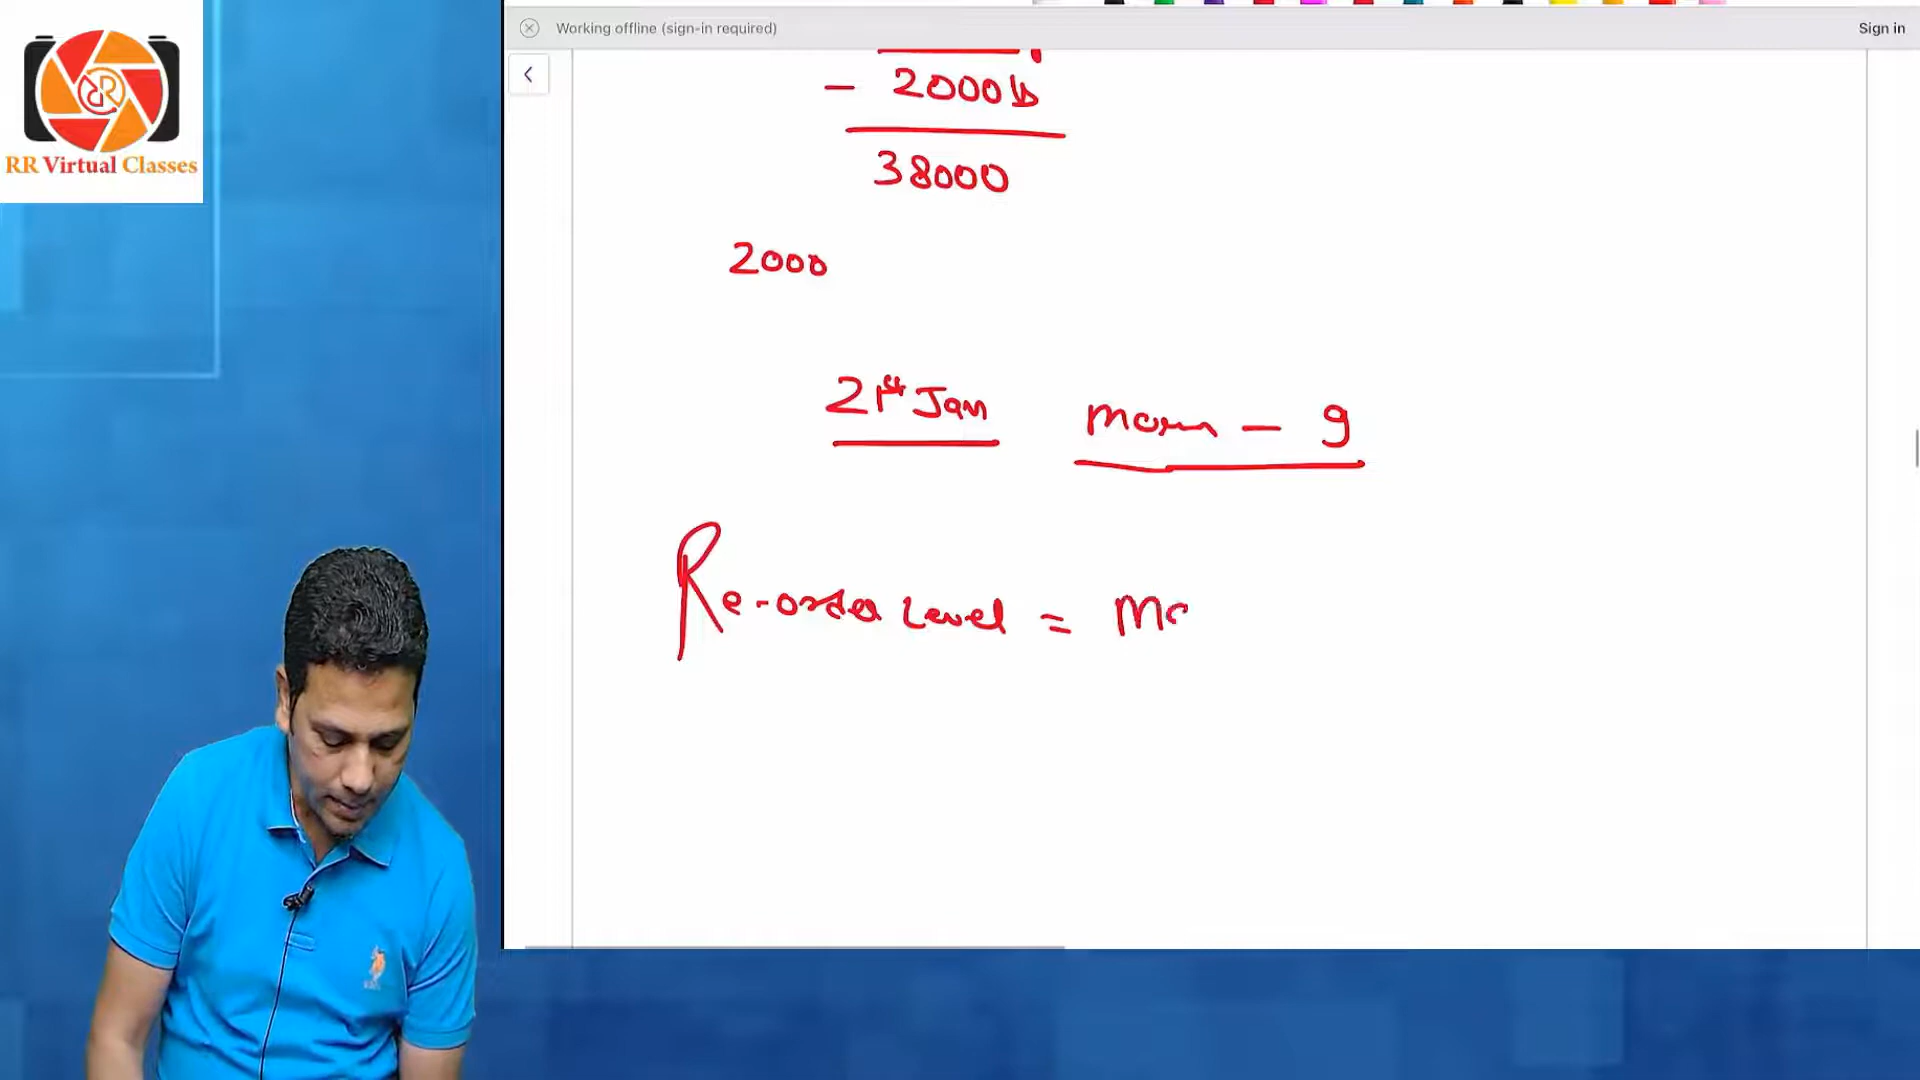 RR Virtual Classes
Working offline (sign-in required)
Sign in
- 2000
38000
2000
21st Jan
- 9
Re-order Level = Ma